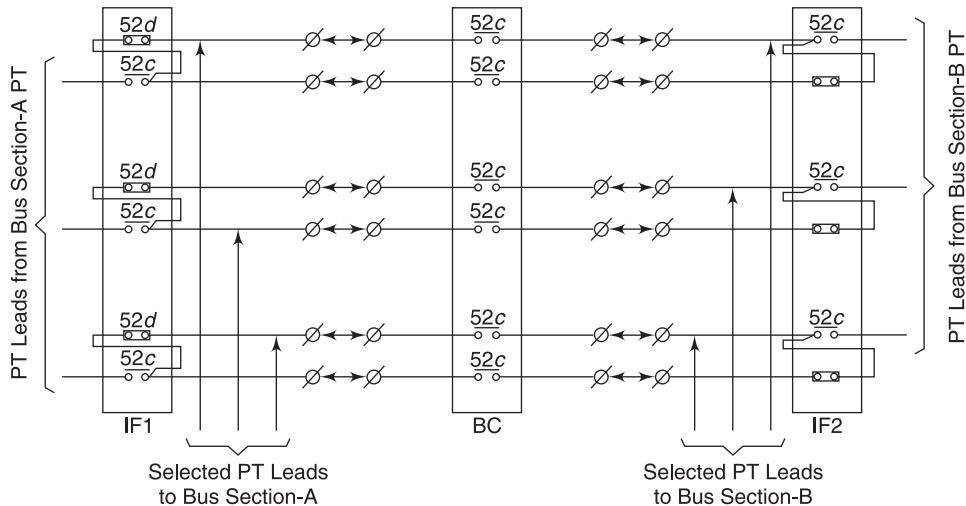 52d 52c 52c
52c
52d 52c 52c
52c 52c
52d 52c 52c
52c 52c
PT Leads from Bus Section-A PT
PT Leads from Bus Section-B PT
IF1 BC IF2
Selected PT Leads
to Bus Section-A
Selected PT Leads
to Bus Section-B